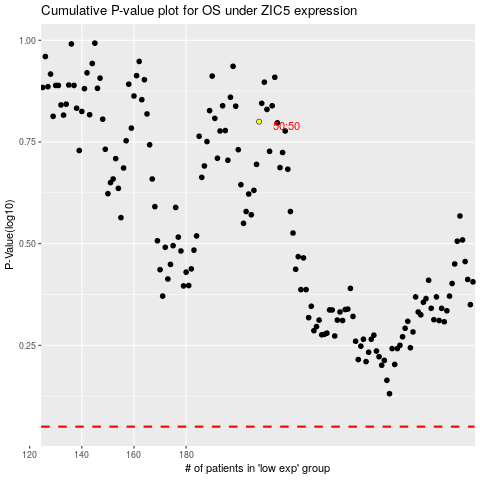 Cumulative P-value plot for OS under ZIC5 expression
1.00
0.75
0.50
0.25
P-Value(log10)
50:50
120 140 160 180
# of patients in 'low exp' group